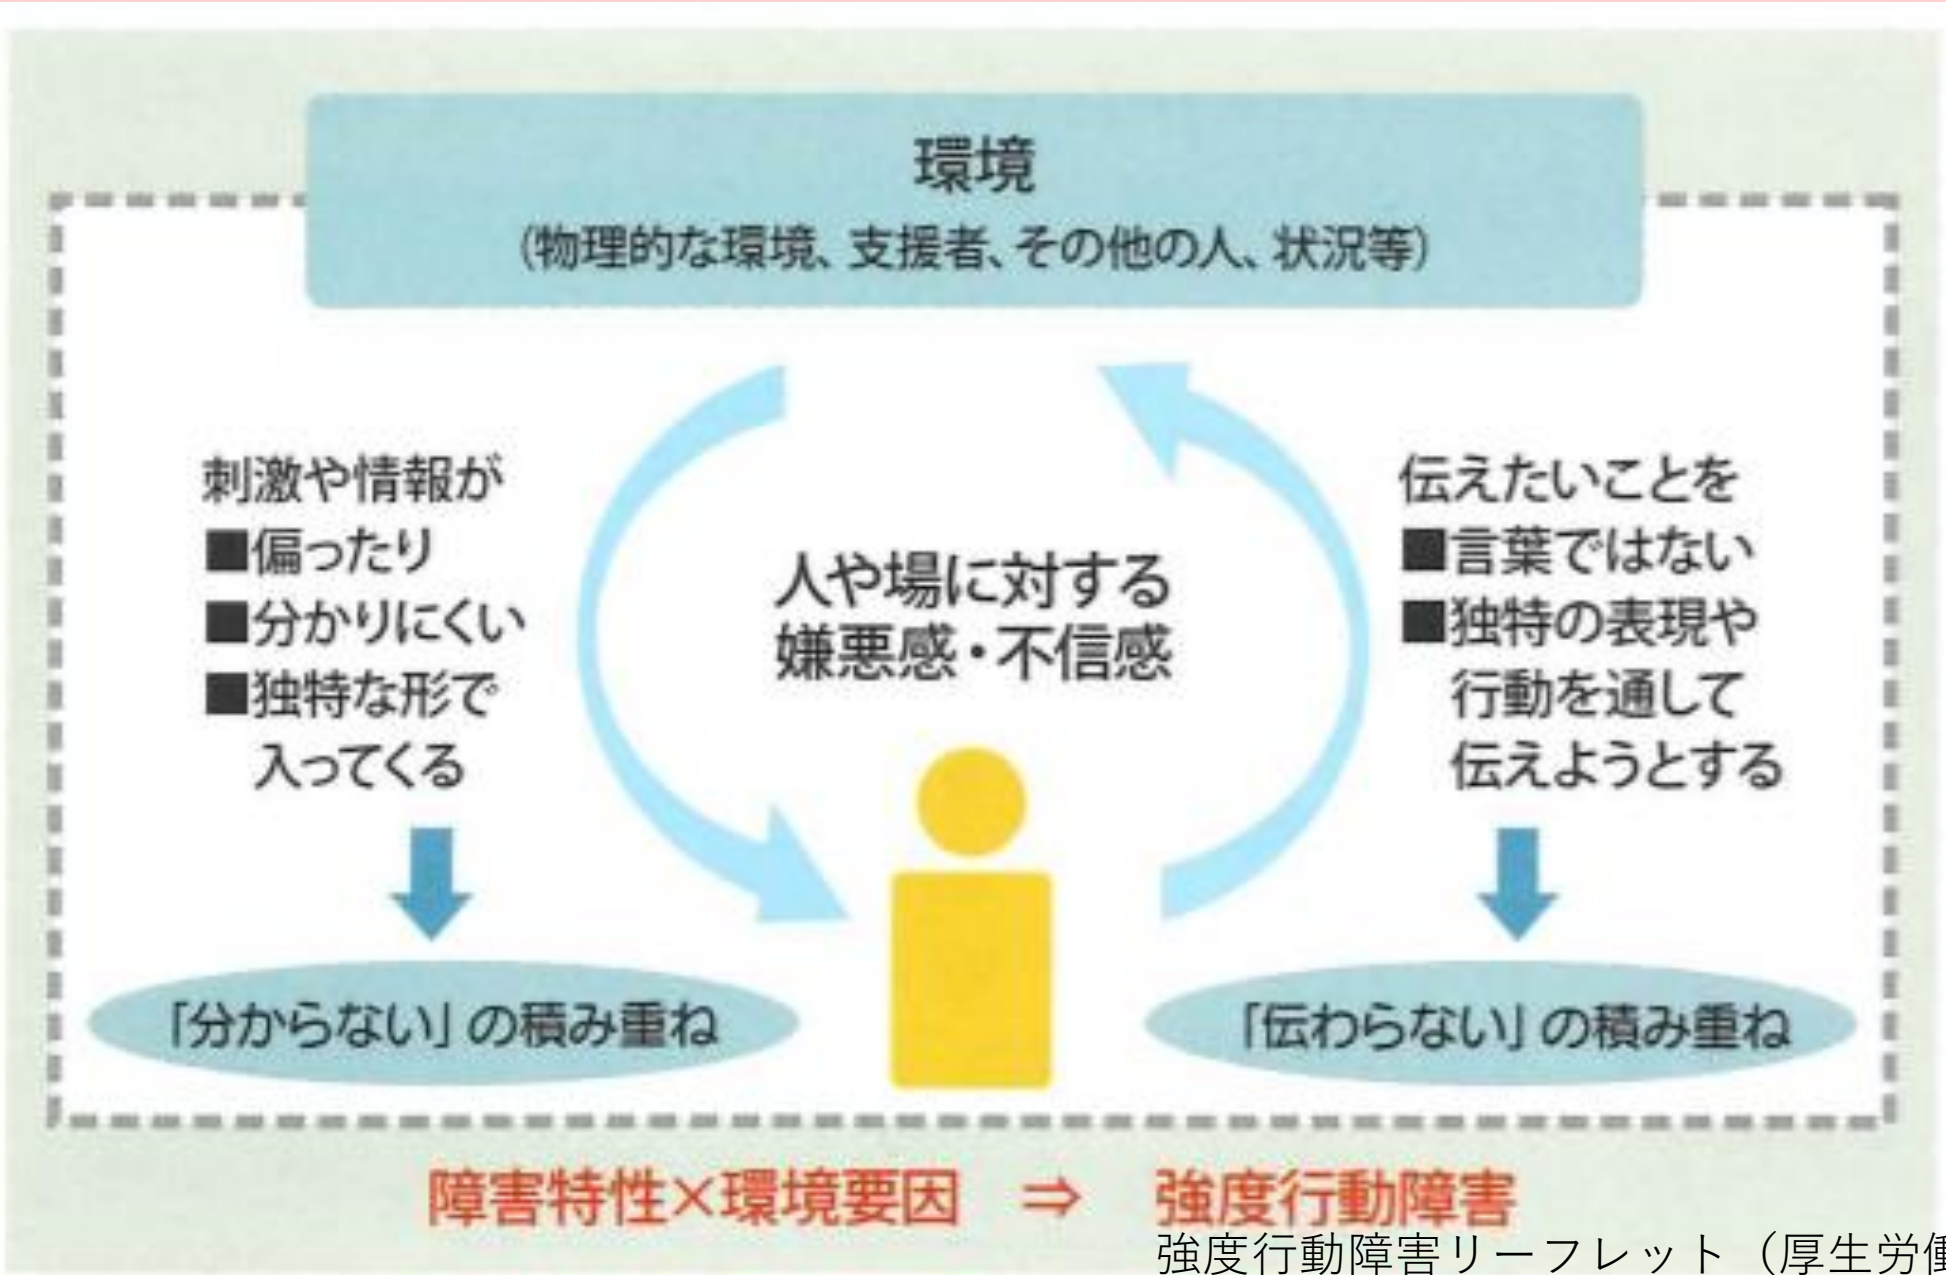 環境
(物理的な環境、支援者、その他の人、状況等)
刺激や情報が
■偏ったり
■分かりにくい
■独特な形で
入ってくる
人や場に対する
嫌悪感・不信感
伝えたいことを
■言葉ではない
■独特の表現や
行動を通して
伝えようとする
「分からない」の積み重ね
「伝わらない」の積み重ね
障害特性×環境要因 ⇒ 強度行動障害
強度行動障害リーフレット（厚生労